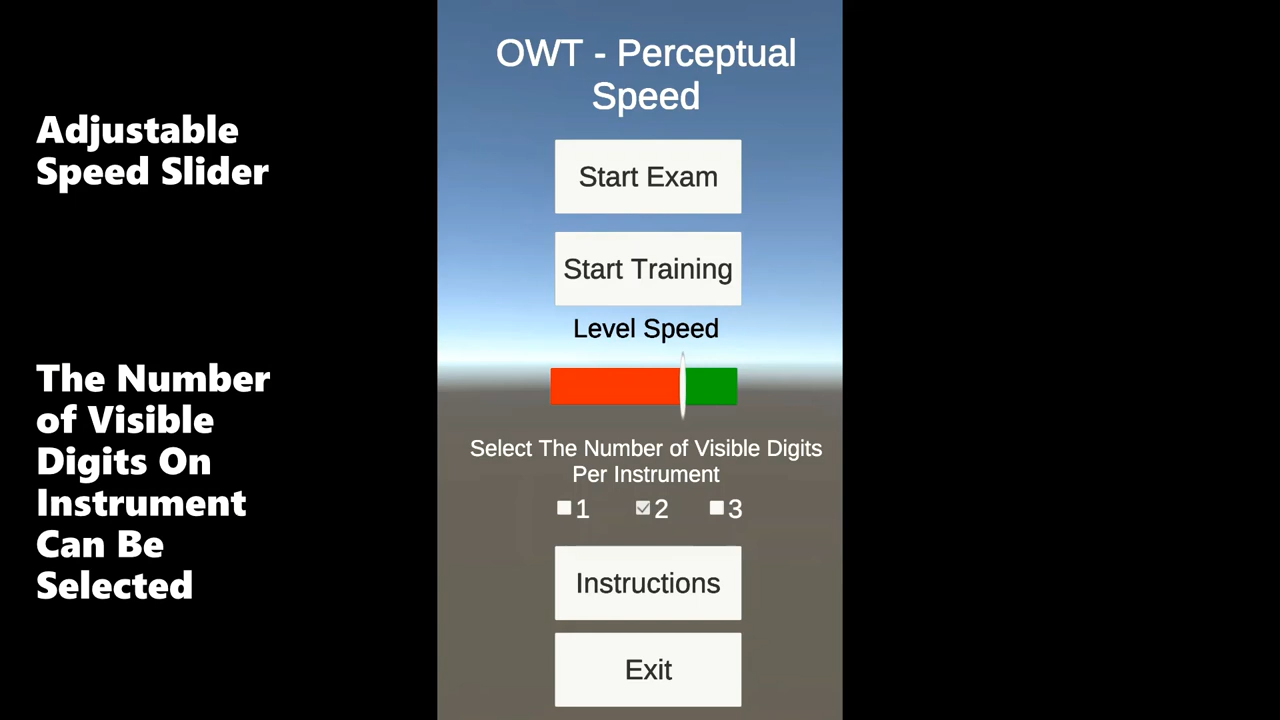 Adjustable
Speed Slider
The Number
of Visible
Digits On
Instrument
Can Be
Selected
OWT - Perceptual
Speed
Start Exam
Start Training
Level Speed
Select The Number of Visible Digits
Per Instrument
1 2 3
Instructions
Exit